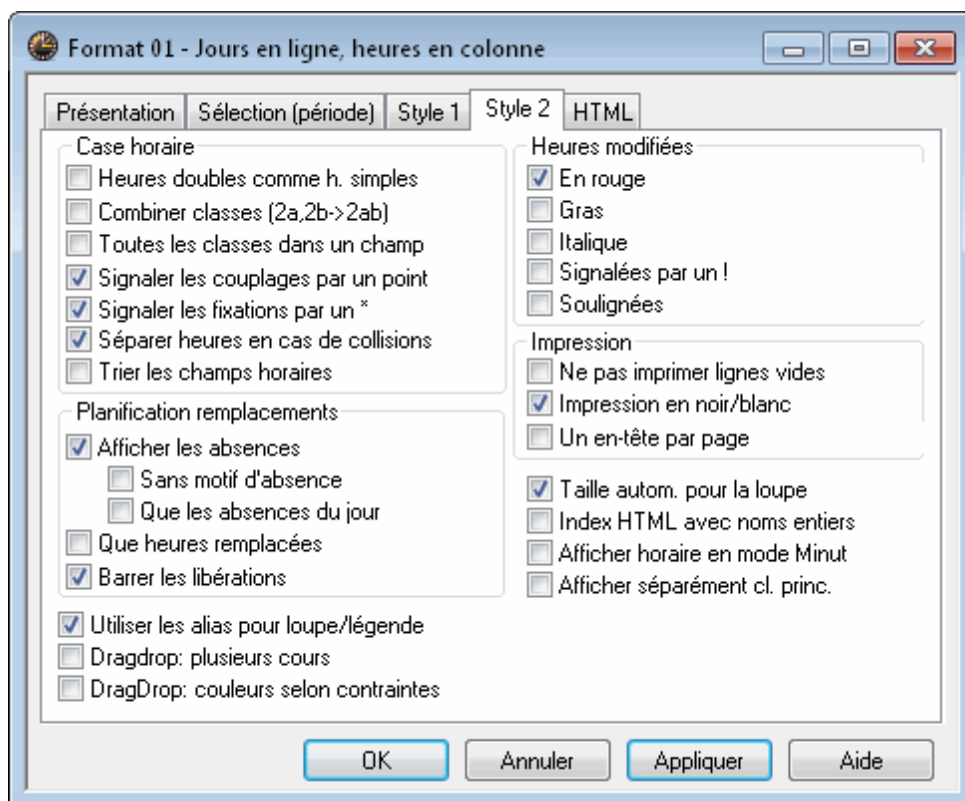 Format 01 - Jours en ligne, heures en colonne
Présentation
Sélection (période)
Style 1
Style 2
HTML
Case horaire
Heures doubles comme h. simples
Combiner classes (2a,2b->2ab)
Toutes les classes dans un champ
Signaler les couplages par un point
Signaler les fixations par un *
Séparer heures en cas de collisions
Trier les champs horaires
Planification remplacements
Afficher les absences
Sans motif d'absence
Que les absences du jour
Que heures remplacées
Barrer les libérations
Utiliser les alias pour loupe/légende
Dragdrop: plusieurs cours
DragDrop: couleurs selon contraintes
Heures modifiées
En rouge
Gras
Italique
Signalées par un !
Soulignées
Impression
Ne pas imprimer lignes vides
Impression en noir/blanc
Un en-tête par page
Taille autom. pour la loupe
Index HTML avec noms entiers
Afficher horaire en mode Minut
Afficher séparément cl. princ.
OK
Annuler
Appliquer
Aide